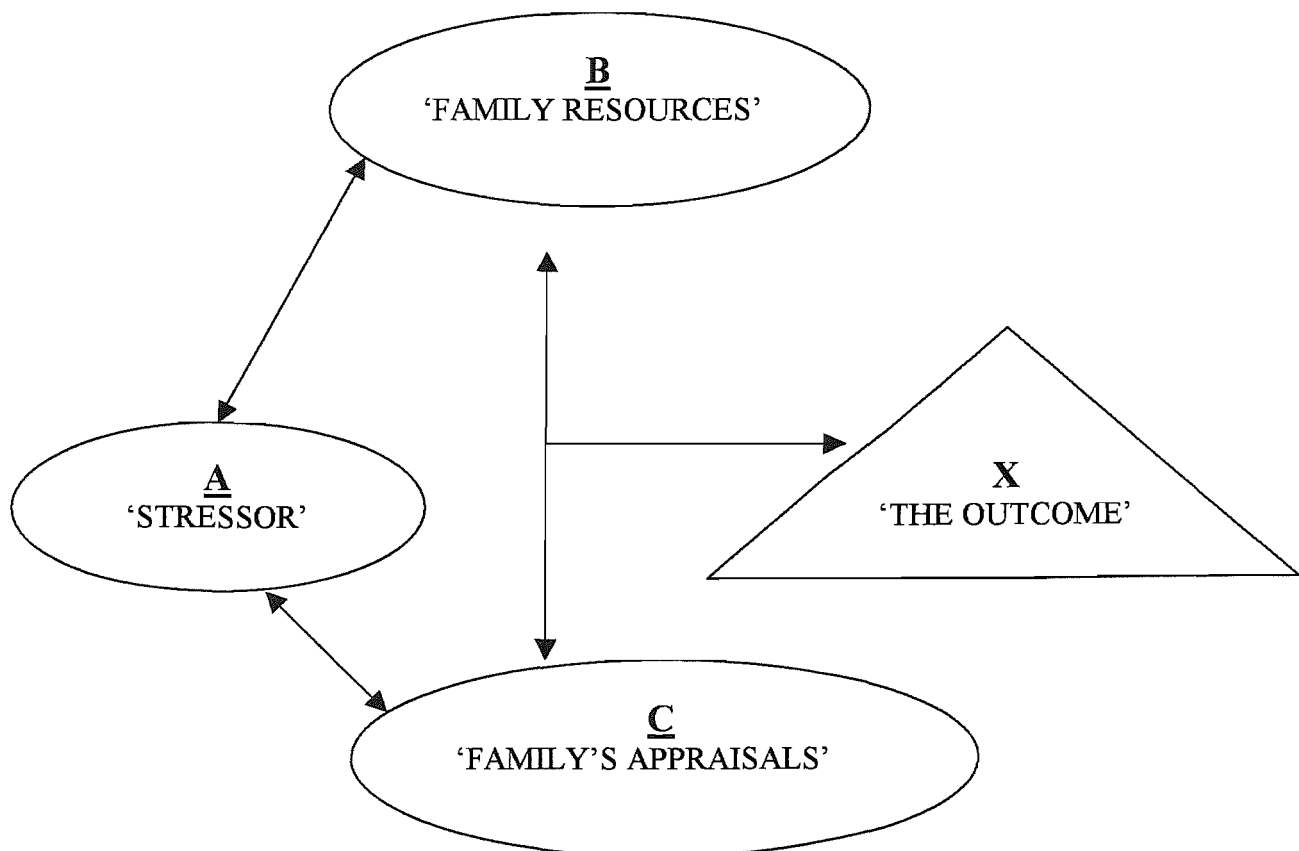 B
‘FAMILY RESOURCES’
A
‘STRESSOR’
X
‘THE OUTCOME’
C
‘FAMILY’S APPRAISALS’